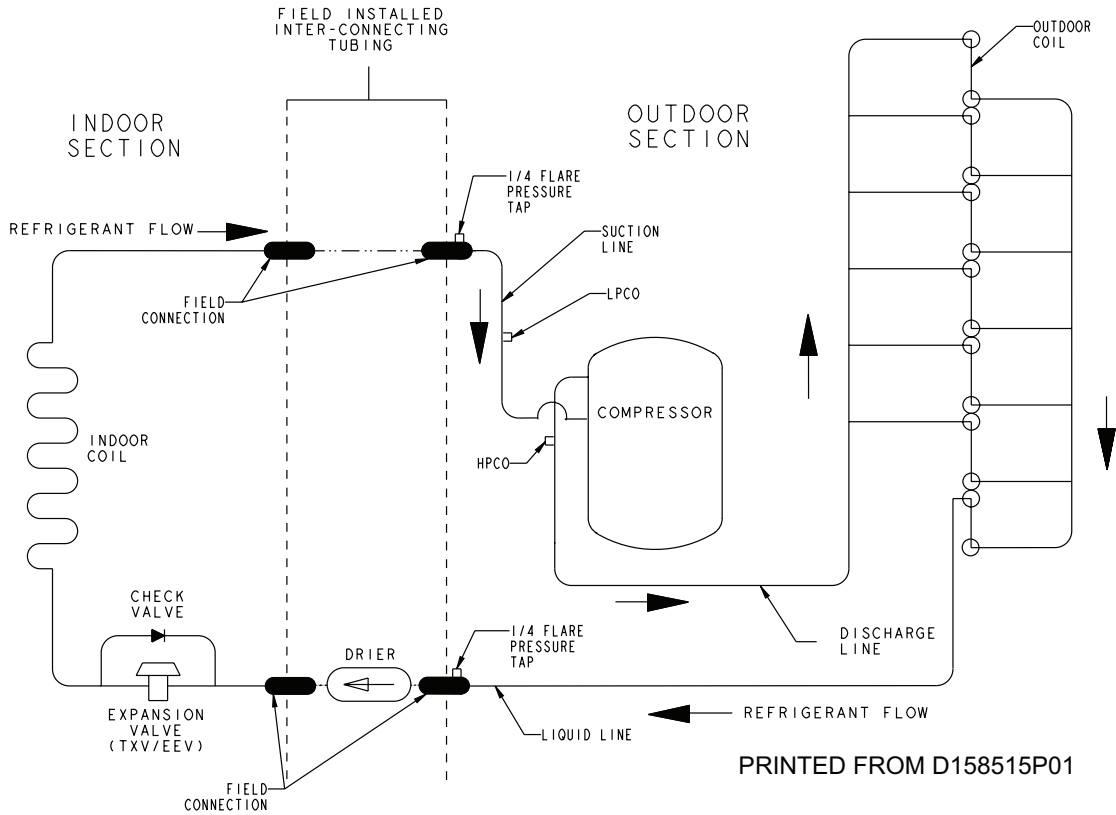 FIELD INSTALLED
INTER-CONNECTING
TUBING
OUTDOOR
COIL
INDOOR
SECTION
OUTDOOR
SECTION
1/4 FLARE
PRESSURE
TAP
REFRIGERANT FLOW
SUCTION
LINE
FIELD
CONNECTION
LPCO
COMPRESSOR
INDOOR
COIL
HPCO
CHECK
VALVE
DRIER
1/4 FLARE
PRESSURE
TAP
DISCHARGE
LINE
EXPANSION
VALVE
(TXV/EEV)
LIQUID LINE
REFRIGERANT FLOW
FIELD
CONNECTION
PRINTED FROM D158515P01